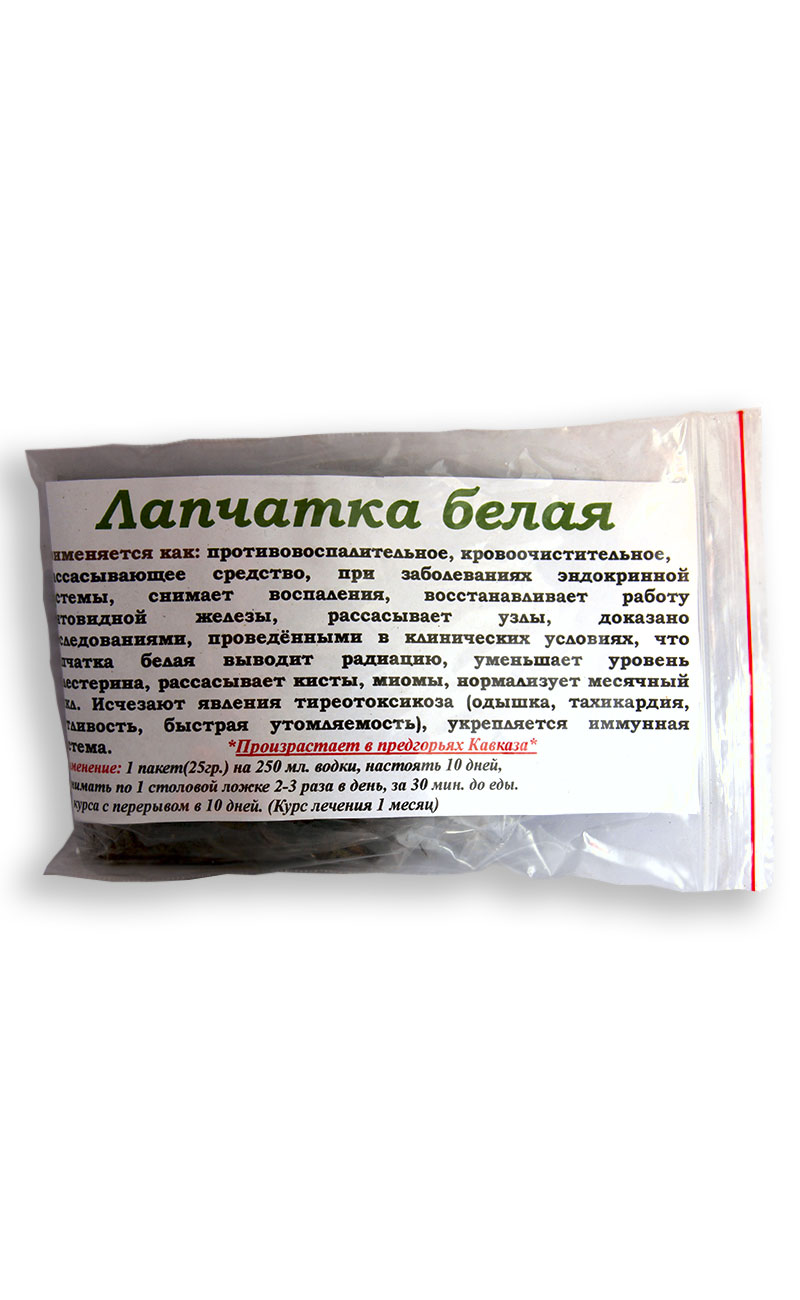 Лапчатка белая
именяется как: противовоспалительное, кровоочистительное,
ссасывающее средство, при заболеваниях эндокринной
стемы, снимает воспаления, восстанавливает работу
товидной железы, рассасывает узлы, доказано
следованиями, проведёнными в клинических условиях, что
пчатка белая выводит радиацию, уменьшает уровень
лестерина, рассасывает кисты, миомы, нормализует месячный
кл. Исчезают явления тиреотоксикоза (одышка, тахикардия,
тливость, быстрая утомляемость), укрепляется иммунная
стема. *Произрастает в предгорьях Кавказа*
именение: 1 пакет(25гр.) на 250 мл. водки, настоять 10 дней,
нимать по 1 столовой ложке 2-3 раза в день, за 30 мин. до еды.
курса с перерывом в 10 дней. (Курс лечения 1 месяц)